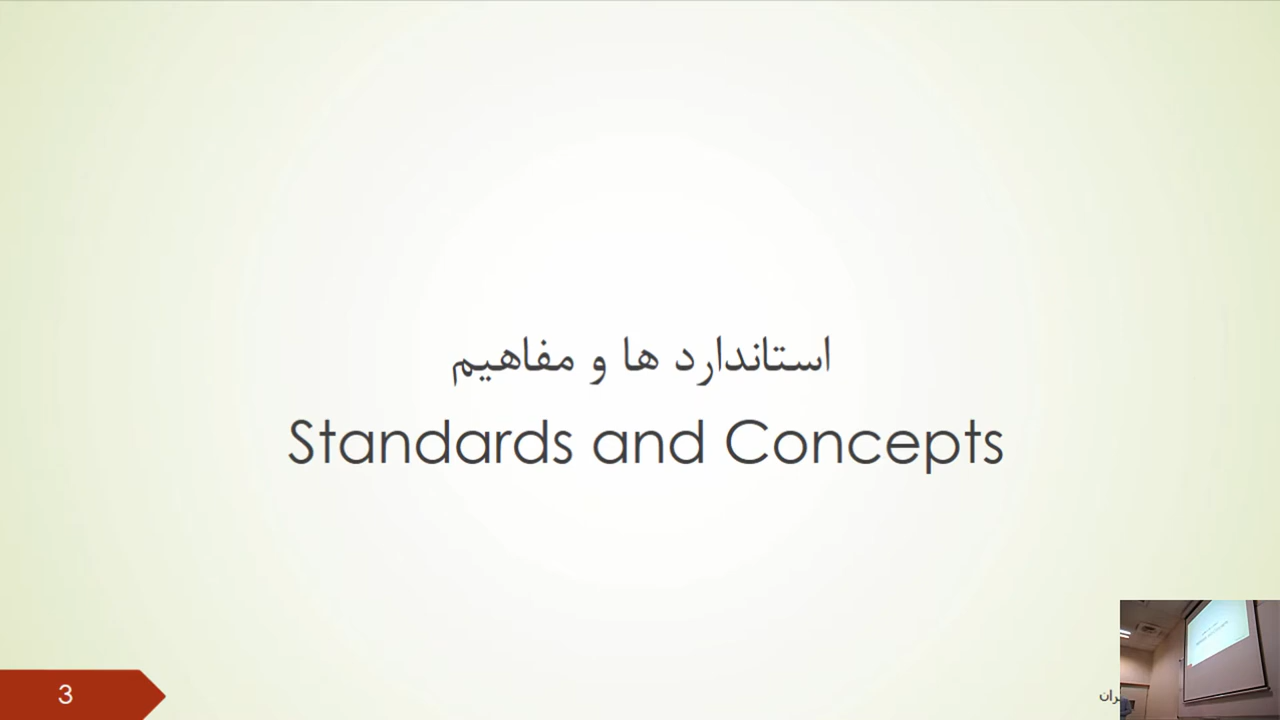 استاندارد ها و مفاهیم
Standards and Concepts
3